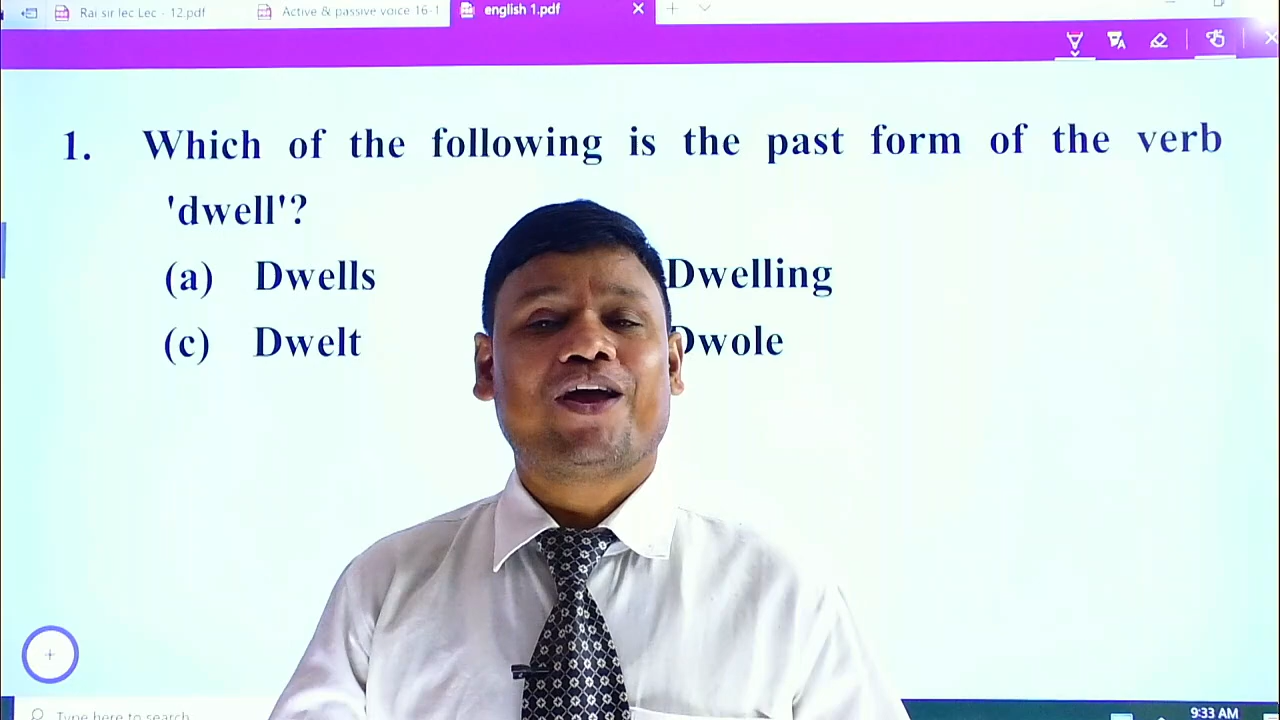 Rai sir lec Lec - 12.pdf Active & passive voice 16-1 english 1.pdf
1. Which of the following is the past form of the verb
'dwell'?
(a) Dwells Dwelling
(c) Dwelt Dwole
Type here to search 9:33 AM